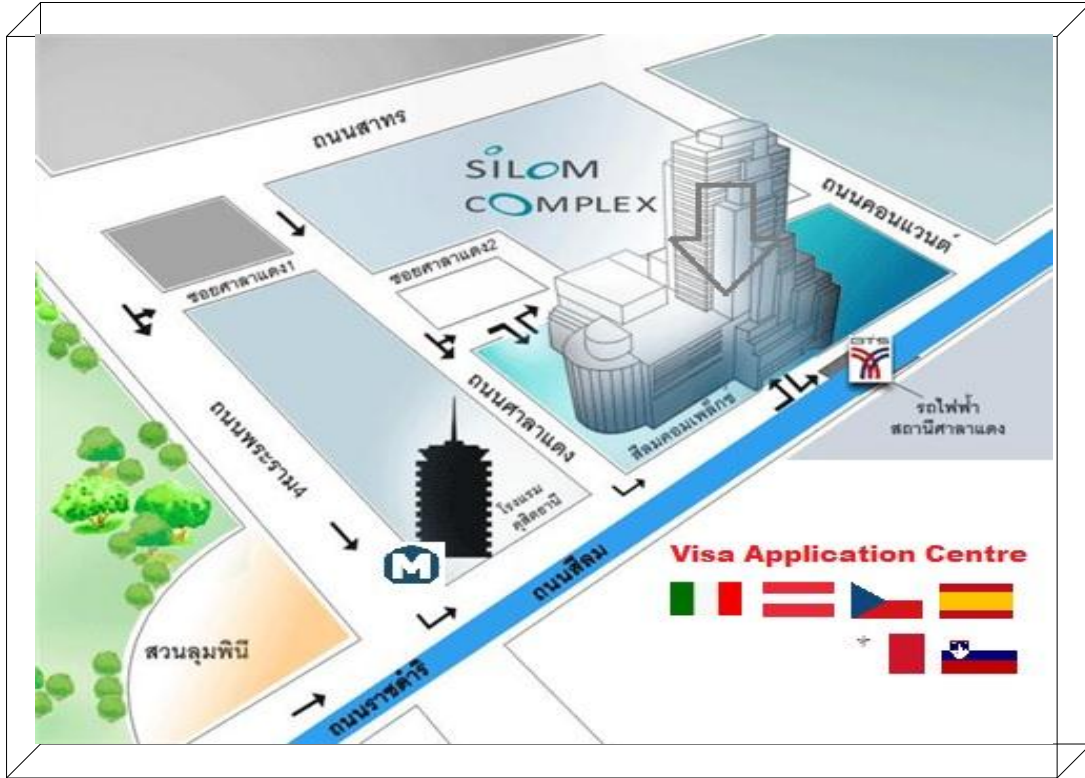 ถนนสาทร
SILOM
COMPLEX
ถนนคอนแวนต์
ซอยศาลาแดง2
ซอยศาลาแดง1
BTS
รถไฟฟ้า
สถานีศาลาแดง
ถนนศาลาแดง
สีลมคอมเพล็กซ์
ถนนพระราม4
โรงแรม
ดุสิตธานี
M
ถนนสีลม
Visa Application Centre
สวนลุมพินี
ถนนราชดำริ